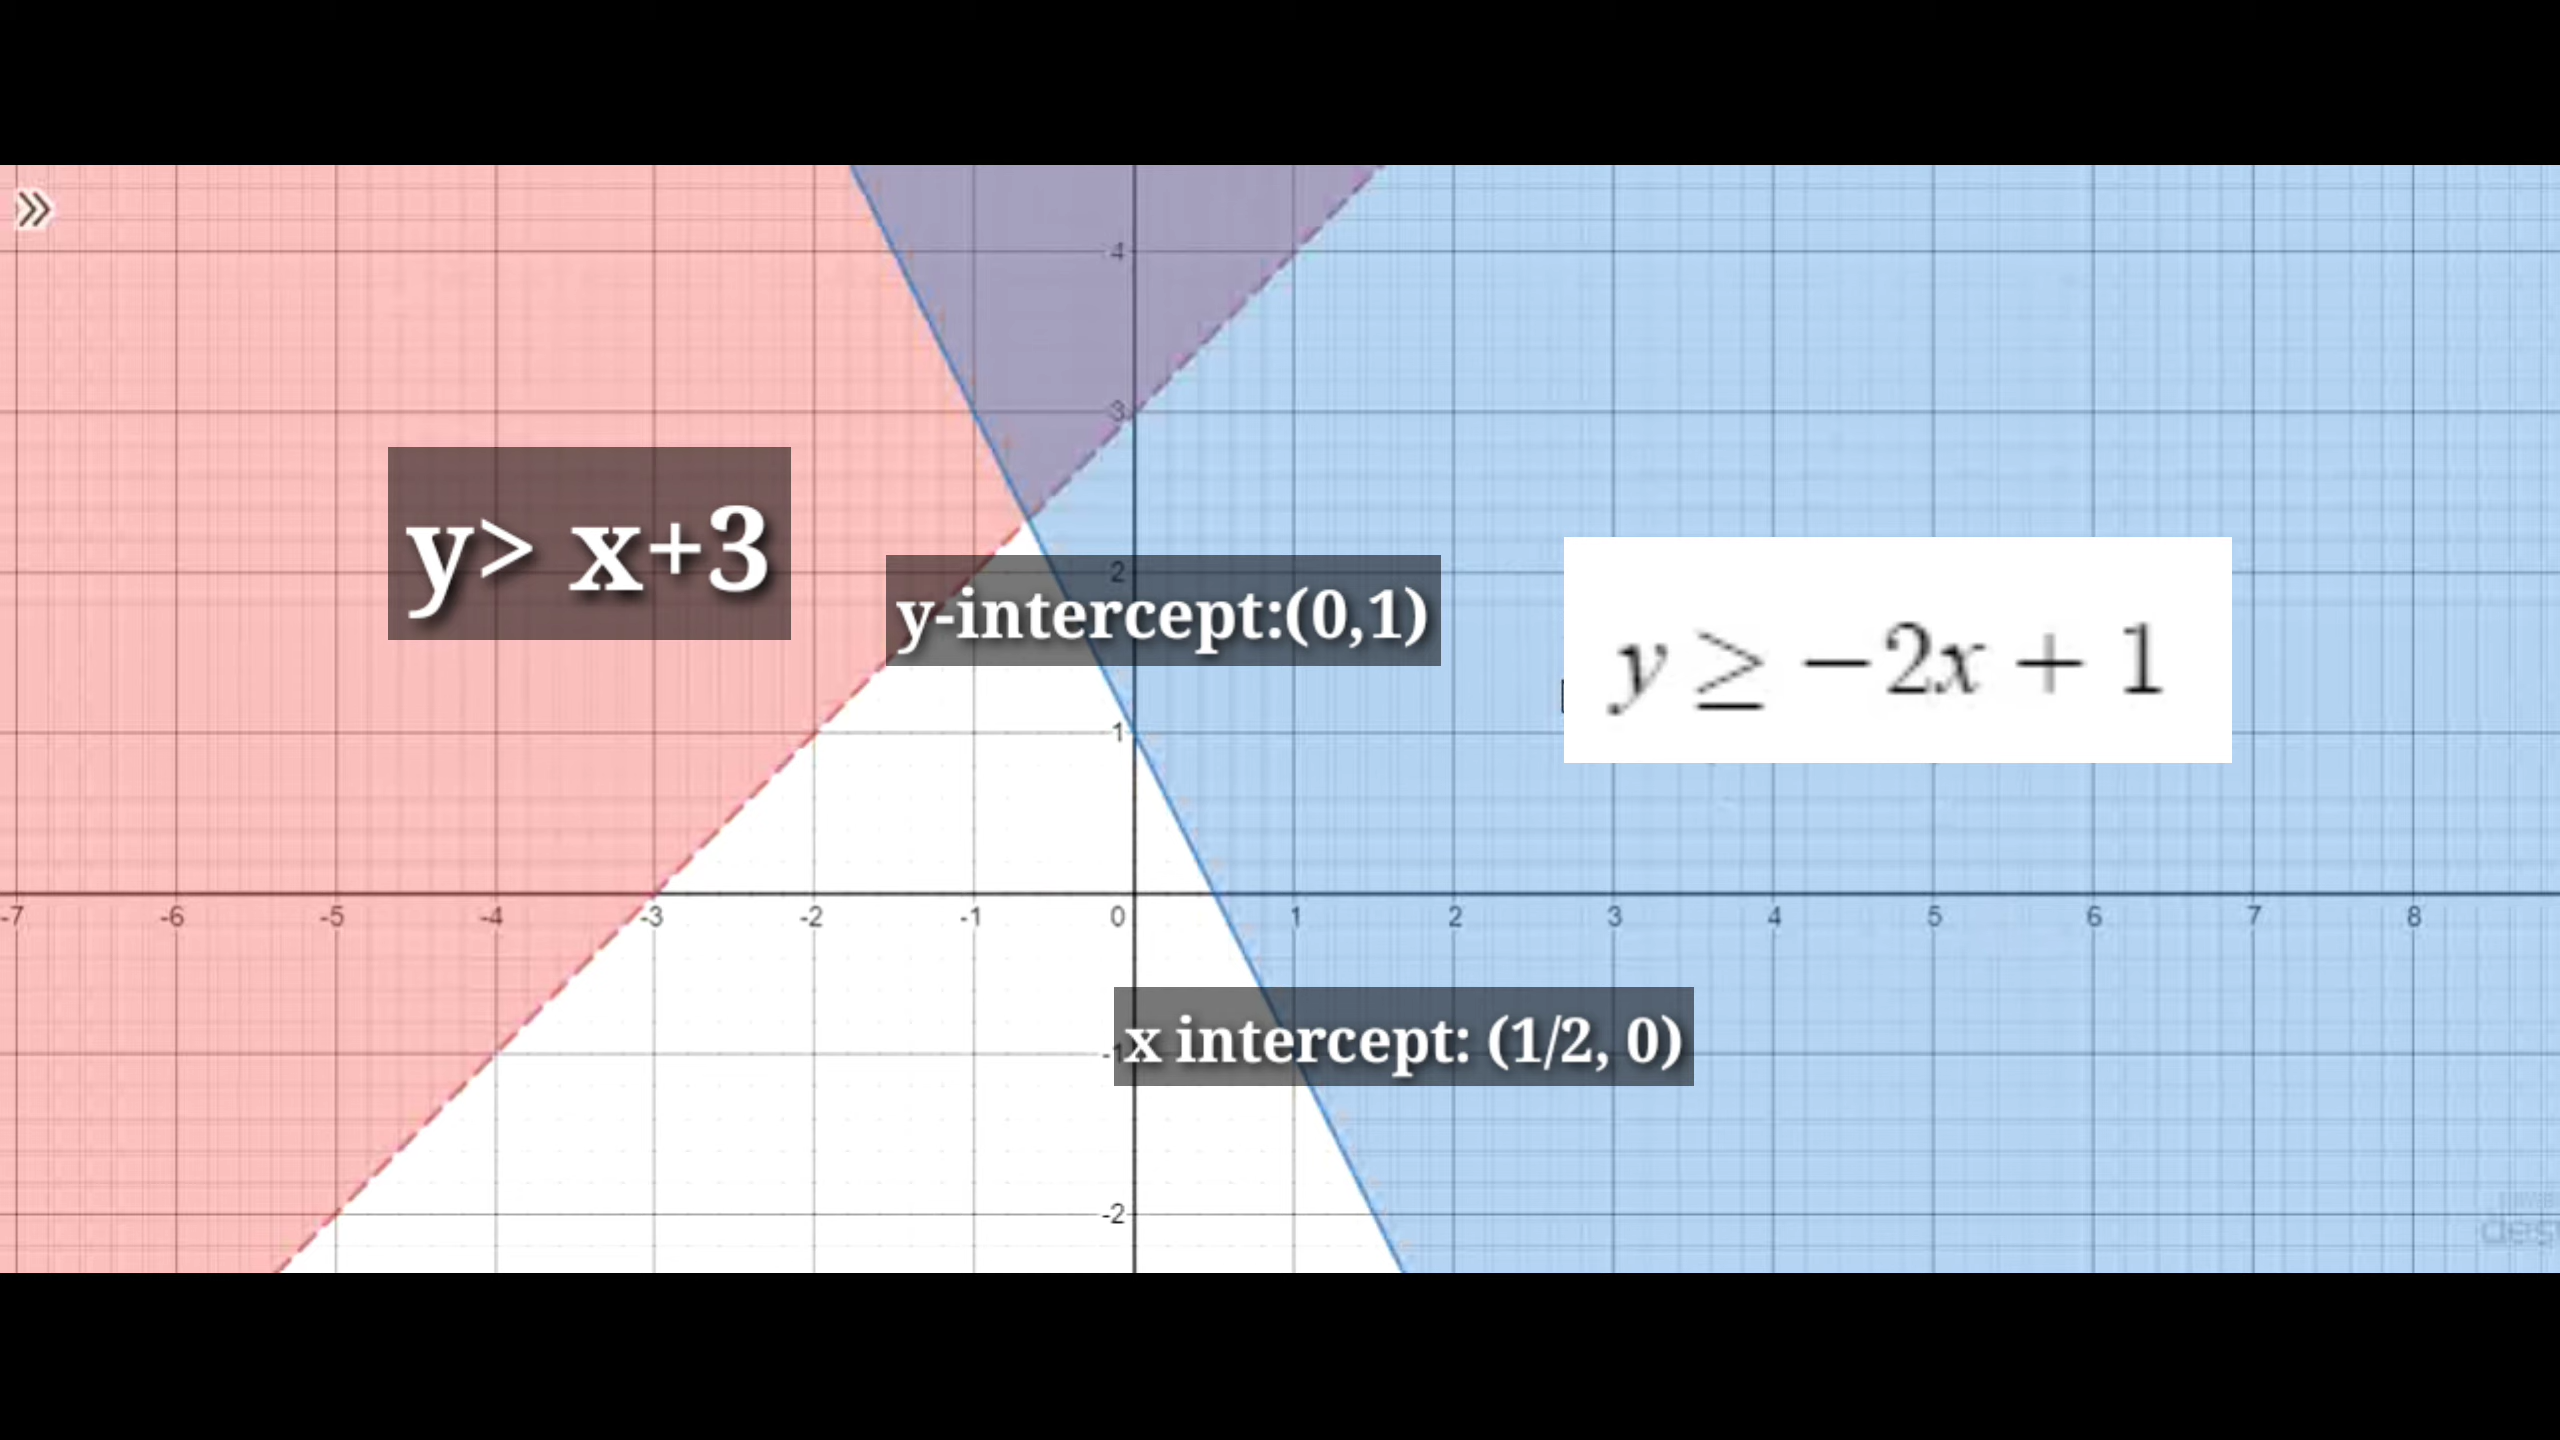 »
4
3
y> x+3
2
y-intercept:(0,1)
y ≥ −2x + 1
1
-7 -6 -5 -4 -3 -2 -1 0 1 2 3 4 5 6 7 8
-1
x intercept: (1/2, 0)
-2